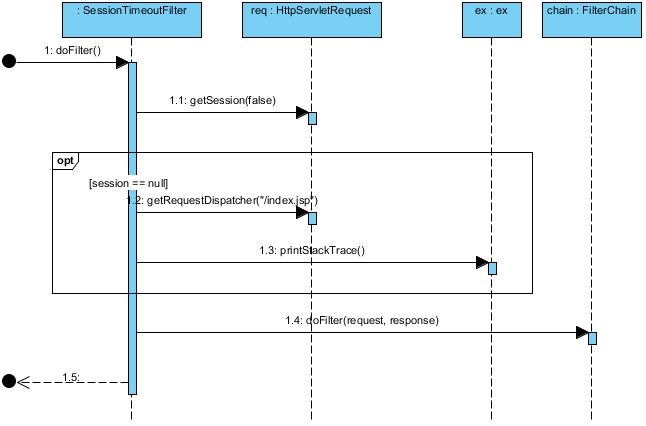 : SessionTimeoutFilter
req : HttpServletRequest
ex : ex
chain : FilterChain
1: doFilter()
1.1: getSession(false)
opt
[session == null]
1.2: getRequestDispatcher("/index.jsp")
1.3: printStackTrace()
1.4: doFilter(request, response)
1.5: